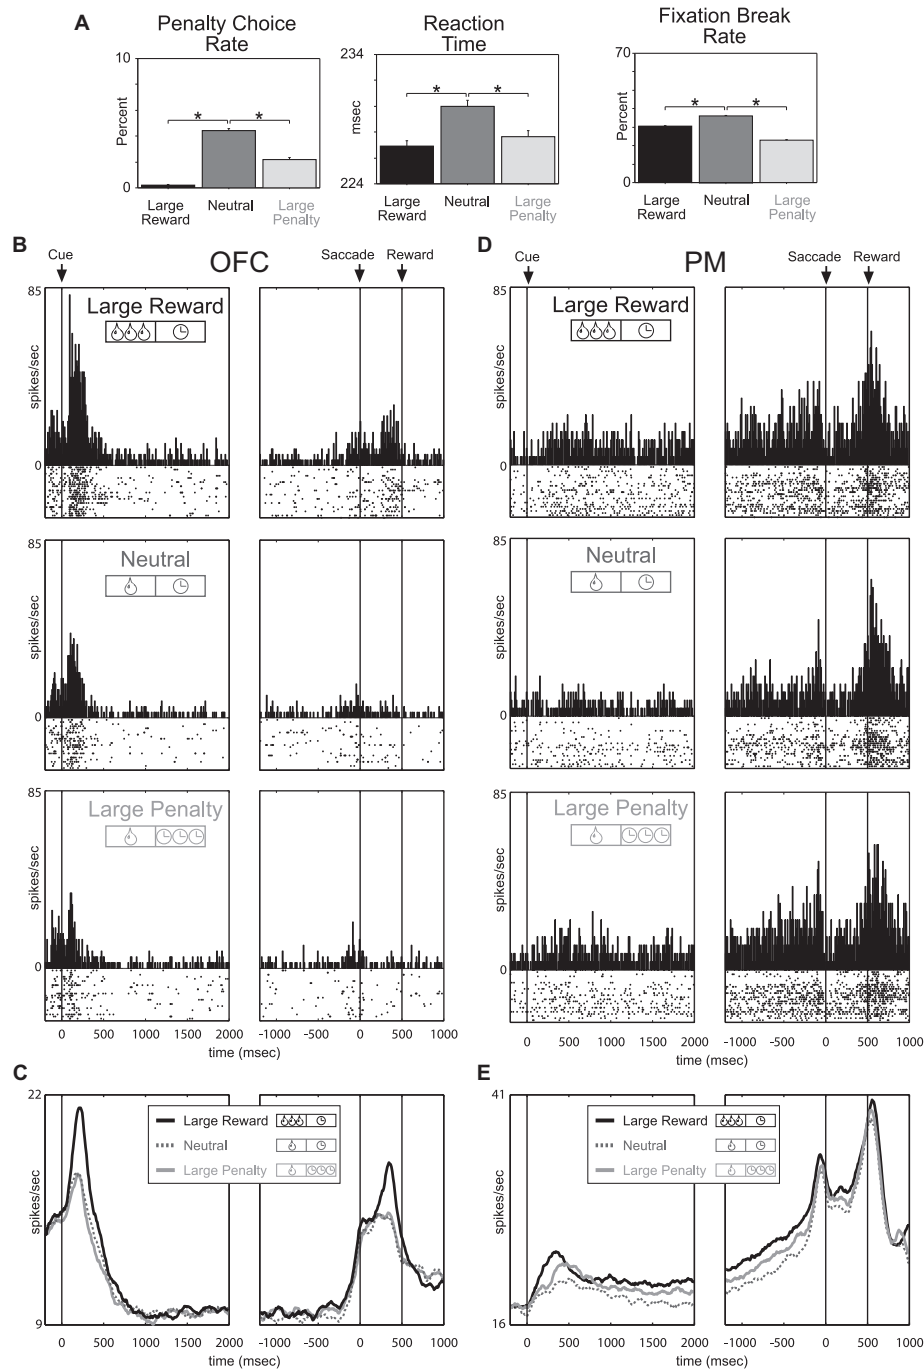 A
Penalty Choice
Rate
Reaction
Time
Fixation Break
Rate
10
Percent
0
* *
Large
Reward
Neutral
Large
Penalty
234
msec
224
* *
Large
Reward
Neutral
Large
Penalty
70
Percent
0
* *
Large
Reward
Neutral
Large
Penalty
B
Cue
OFC
Saccade
Reward
85
Large Reward
spikes/sec
0
85
Neutral
spikes/sec
0
85
Large Penalty
spikes/sec
0
0 500 1000 1500 2000
-1000 -500 0 500 1000
time (msec)
D
Cue
PM
Saccade
Reward
85
Large Reward
spikes/sec
0
85
Neutral
spikes/sec
0
85
Large Penalty
spikes/sec
0
0 500 1000 1500 2000
-1000 -500 0 500 1000
time (msec)
C
22
Large Reward
Neutral
Large Penalty
spikes/sec
9
0 500 1000 1500 2000
-1000 -500 0 500 1000
time (msec)
E
41
Large Reward
Neutral
Large Penalty
spikes/sec
16
0 500 1000 1500 2000
-1000 -500 0 500 1000
time (msec)